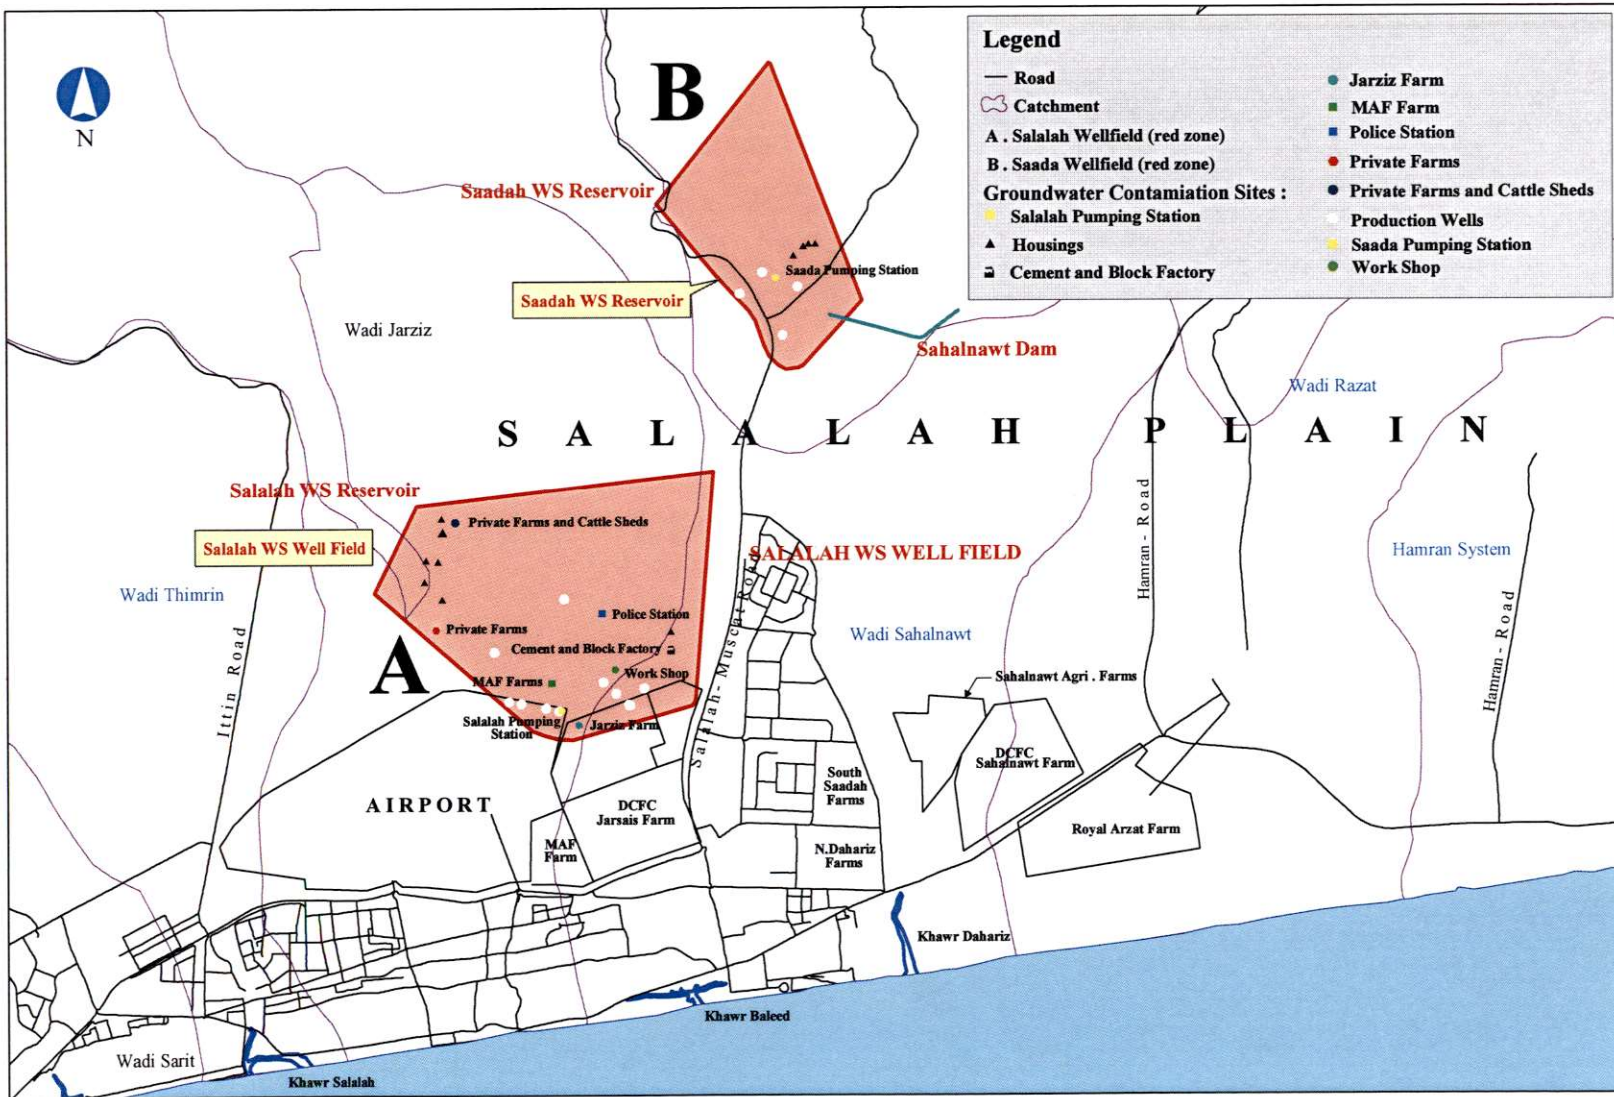 Legend
Road
Catchment
A . Salalah Wellfield (red zone)
B . Saada Wellfield (red zone)
Groundwater Contamiation Sites :
Salalah Pumping Station
Housings
Cement and Block Factory
Jarziz Farm
MAF Farm
Police Station
Private Farms
Private Farms and Cattle Sheds
Production Wells
Saada Pumping Station
Work Shop
N
B
Saadah WS Reservoir
Saada Pumping Station
Saadah WS Reservoir
Wadi Jarziz
Sahalnawt Dam
Wadi Razat
SALALAH PLAIN
Salalah WS Reservoir
Private Farms and Cattle Sheds
Salalah WS Well Field
SALALAH WS WELL FIELD
Hamran System
Wadi Thimrin
Police Station
Private Farms
Wadi Sahalnawt
Cement and Block Factory
A
MAF Farms
Work Shop
Sahalnawt Agri . Farms
Salalah Pumping
Station
Jarziz Farm
Ittin Road
Salalah - Muscat Road
Hamran - Road
Hamran - Road
DCFC
Sahalnawt Farm
South
Saadah
Farms
AIRPORT
DCFC
Jarsais Farm
Royal Arzat Farm
MAF
Farm
N.Dahariz
Farms
Khawr Dahariz
Khawr Baleed
Wadi Sarit
Khawr Salalah